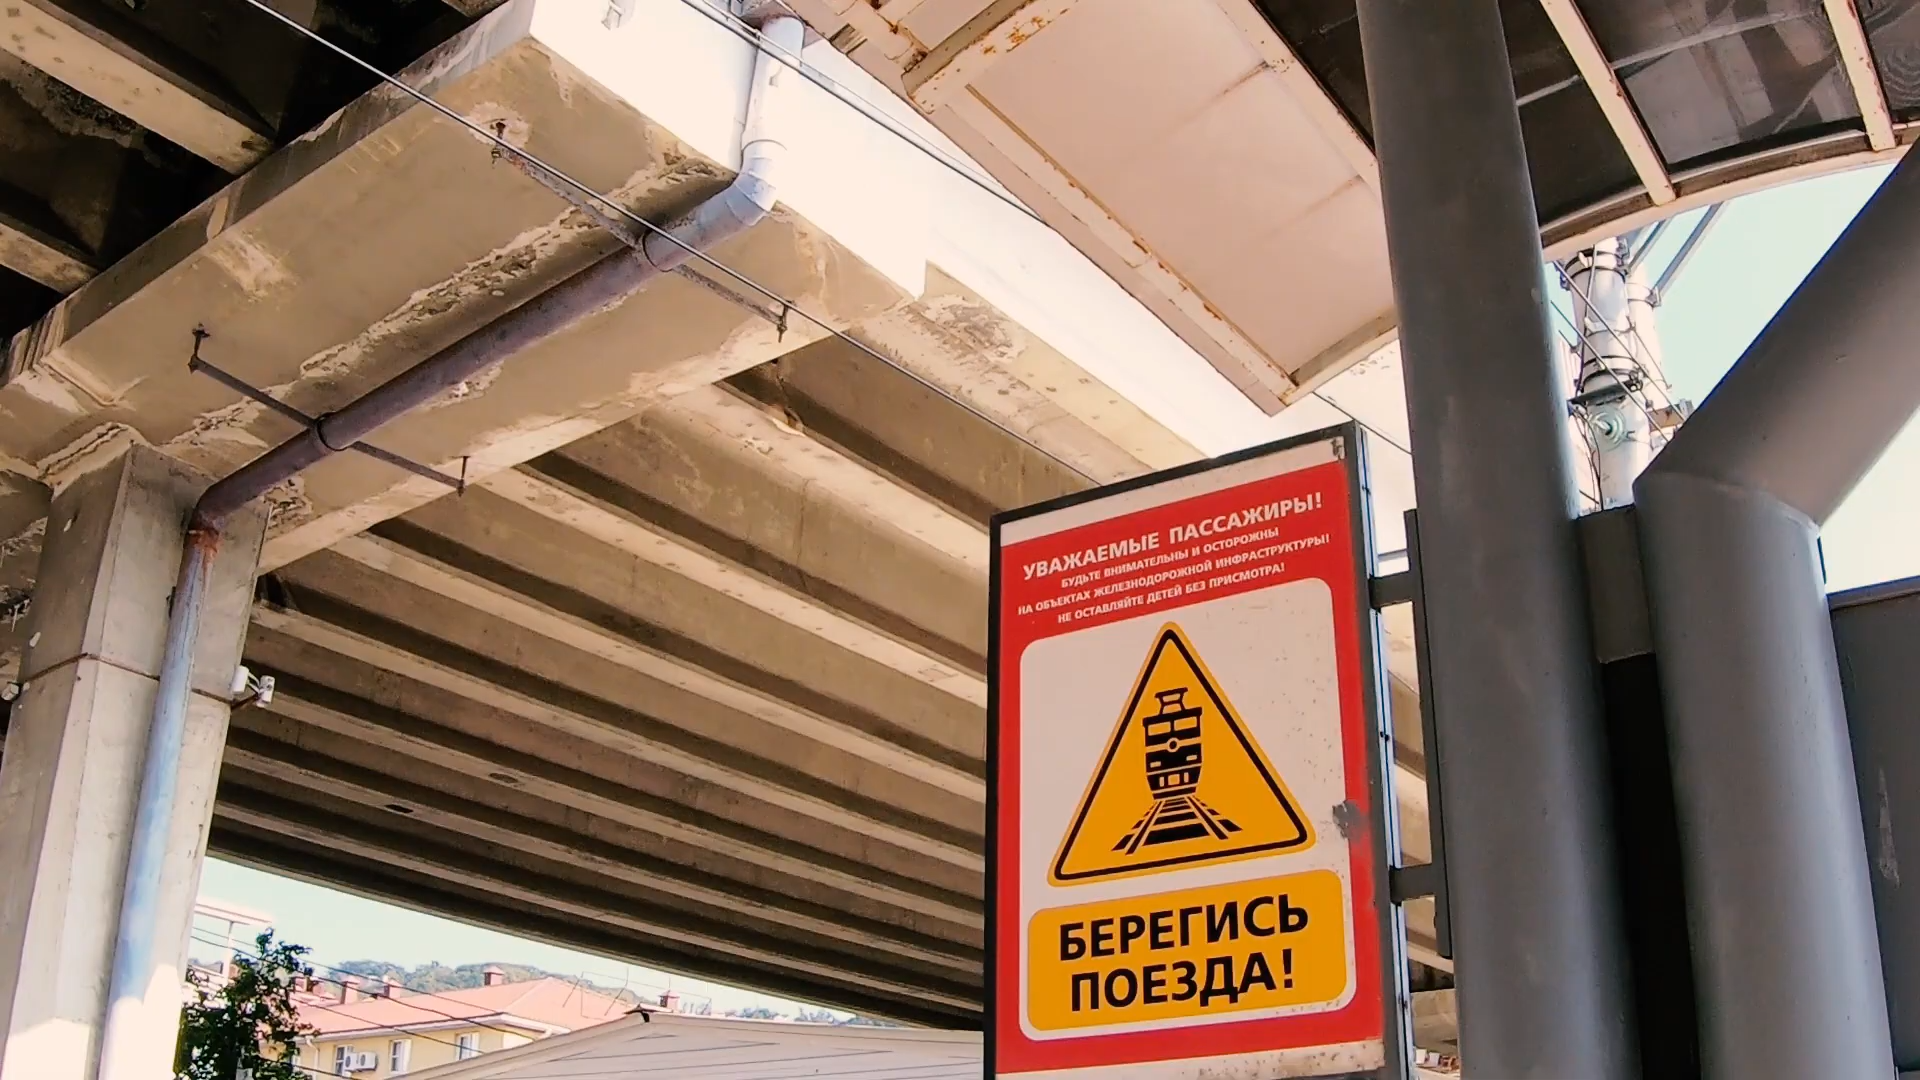 УВАЖАЕМЫЕ ПАССАЖИРЫ!
БУДЬТЕ ВНИМАТЕЛЬНЫ И ОСТОРОЖНЫ
НА ОБЪЕКТАХ ЖЕЛЕЗНОДОРОЖНОЙ ИНФРАСТРУКТУРЫ!
НЕ ОСТАВЛЯЙТЕ ДЕТЕЙ БЕЗ ПРИСМОТРА!
БЕРЕГИСЬ
ПОЕЗДА!